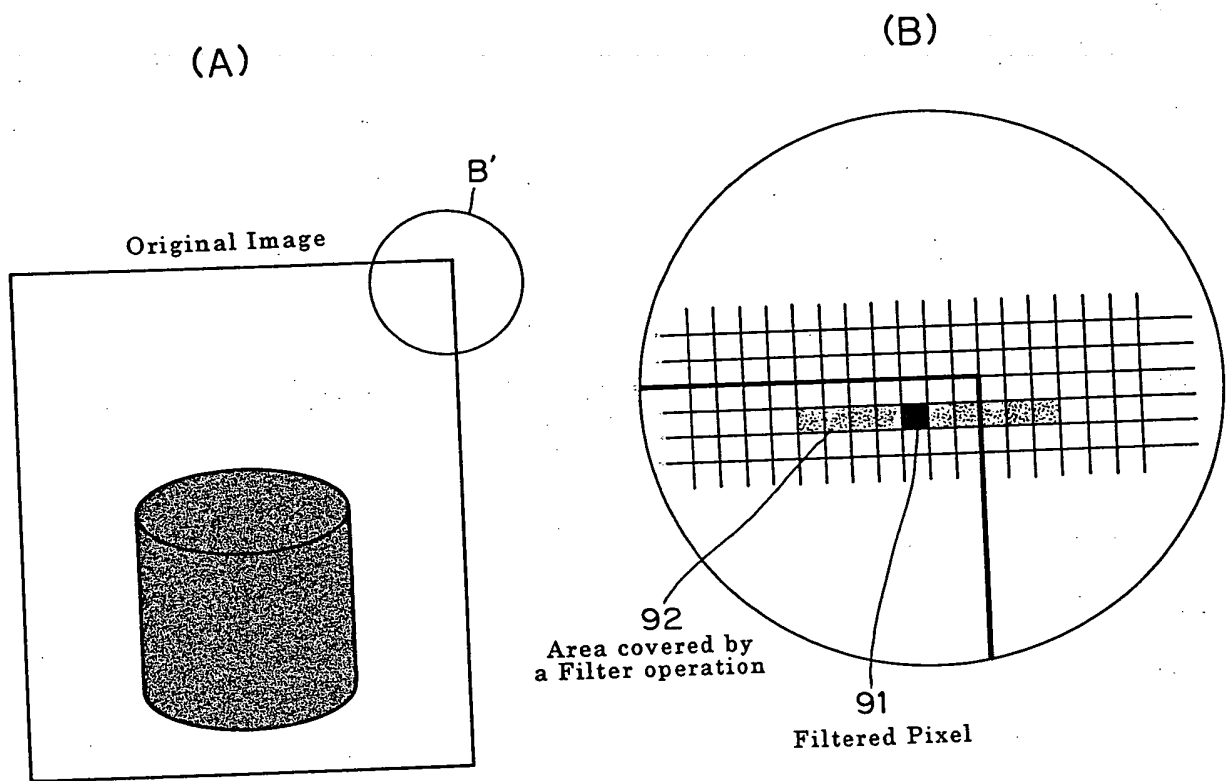 (A)
B'
Original Image
(B)
92
Area covered by
a Filter operation
91
Filtered Pixel